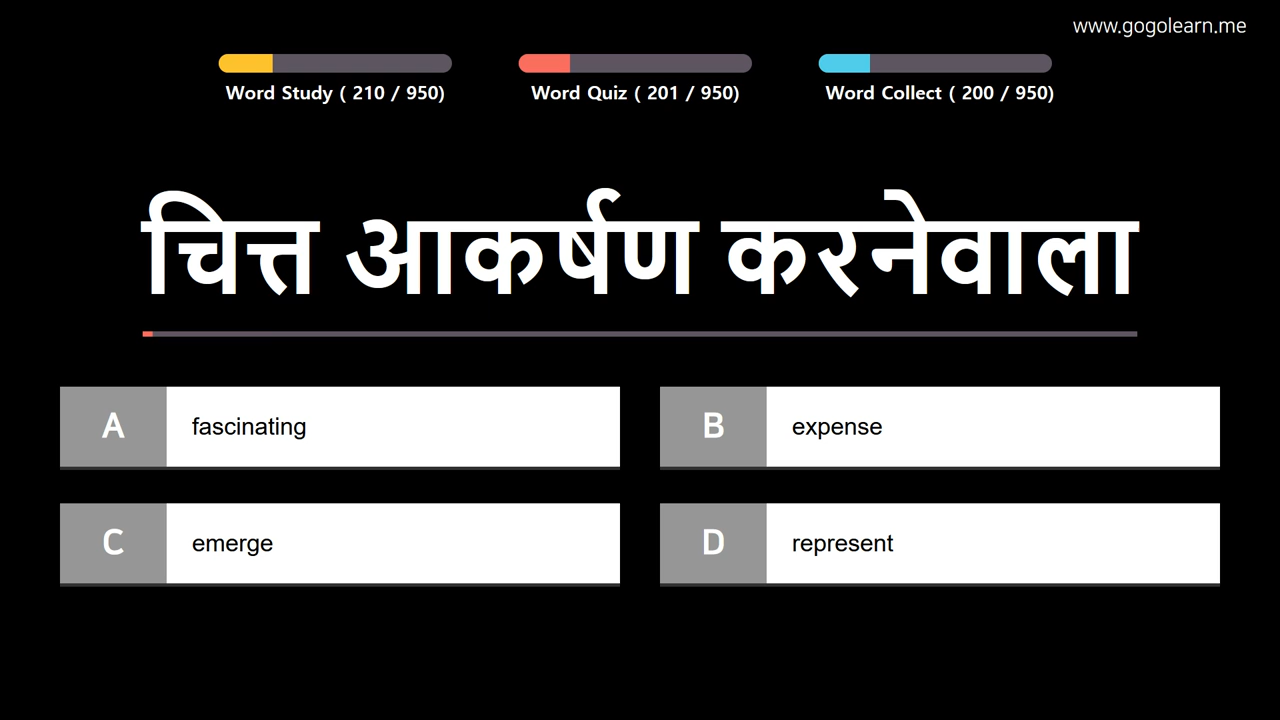 www.gogolearn.me
Word Study ( 210 / 950)
Word Quiz ( 201 / 950)
Word Collect ( 200 / 950)
चित्त आकर्षण करनेवाला
A fascinating
B expense
C emerge
D represent